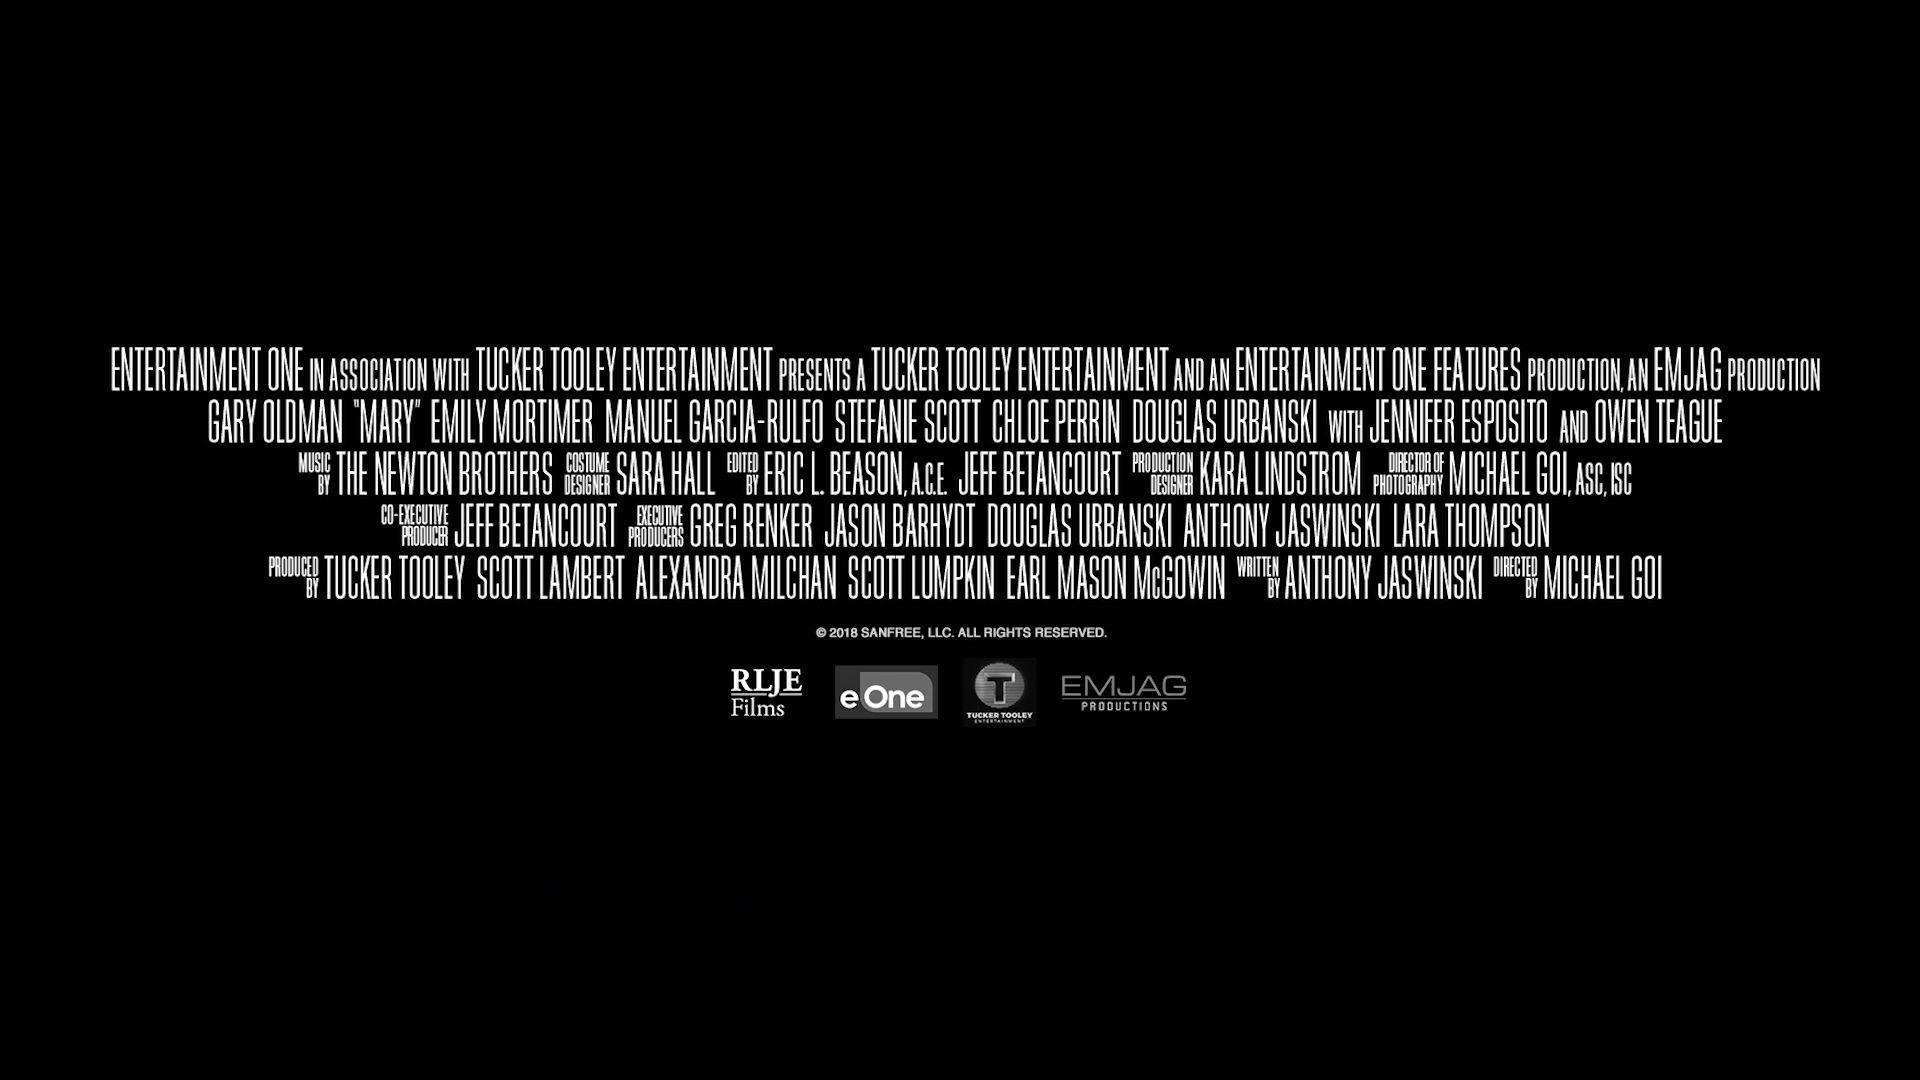 ENTERTAINMENT ONE IN ASSOCIATION WITH TUCKER TOOLEY ENTERTAINMENT PRESENTS A TUCKER TOOLEY ENTERTAINMENT AND AN ENTERTAINMENT ONE FEATURES PRODUCTION, AN EMJAG PRODUCTION
GARY OLDMAN "MARY" EMILY MORTIMER MANUEL GARCIA-RULFO STEFANIE SCOTT CHLOE PERRIN DOUGLAS URBANSKI WITH JENNIFER ESPOSITO AND OWEN TEAGUE
MUSIC BY THE NEWTON BROTHERS COSTUME DESIGNER SARA HALL EDITED BY ERIC L. BEASON, A.C.E. JEFF BETANCOURT PRODUCTION DESIGNER KARA LINDSTROM DIRECTOR OF PHOTOGRAPHY MICHAEL GOI, ASC, ISC
CO-EXECUTIVE PRODUCER JEFF BETANCOURT EXECUTIVE PRODUCERS GREG RENKER JASON BARHYDT DOUGLAS URBANSKI ANTHONY JASWINSKI LARA THOMPSON
PRODUCED BY TUCKER TOOLEY SCOTT LAMBERT ALEXANDRA MILCHAN SCOTT LUMPKIN EARL MASON McGOWIN WRITTEN BY ANTHONY JASWINSKI DIRECTED BY MICHAEL GOI
© 2018 SANFREE, LLC. ALL RIGHTS RESERVED.
RLJE
Films
eOne
T
TUCKER TOOLEY
ENTERTAINMENT
EMJAG
PRODUCTIONS